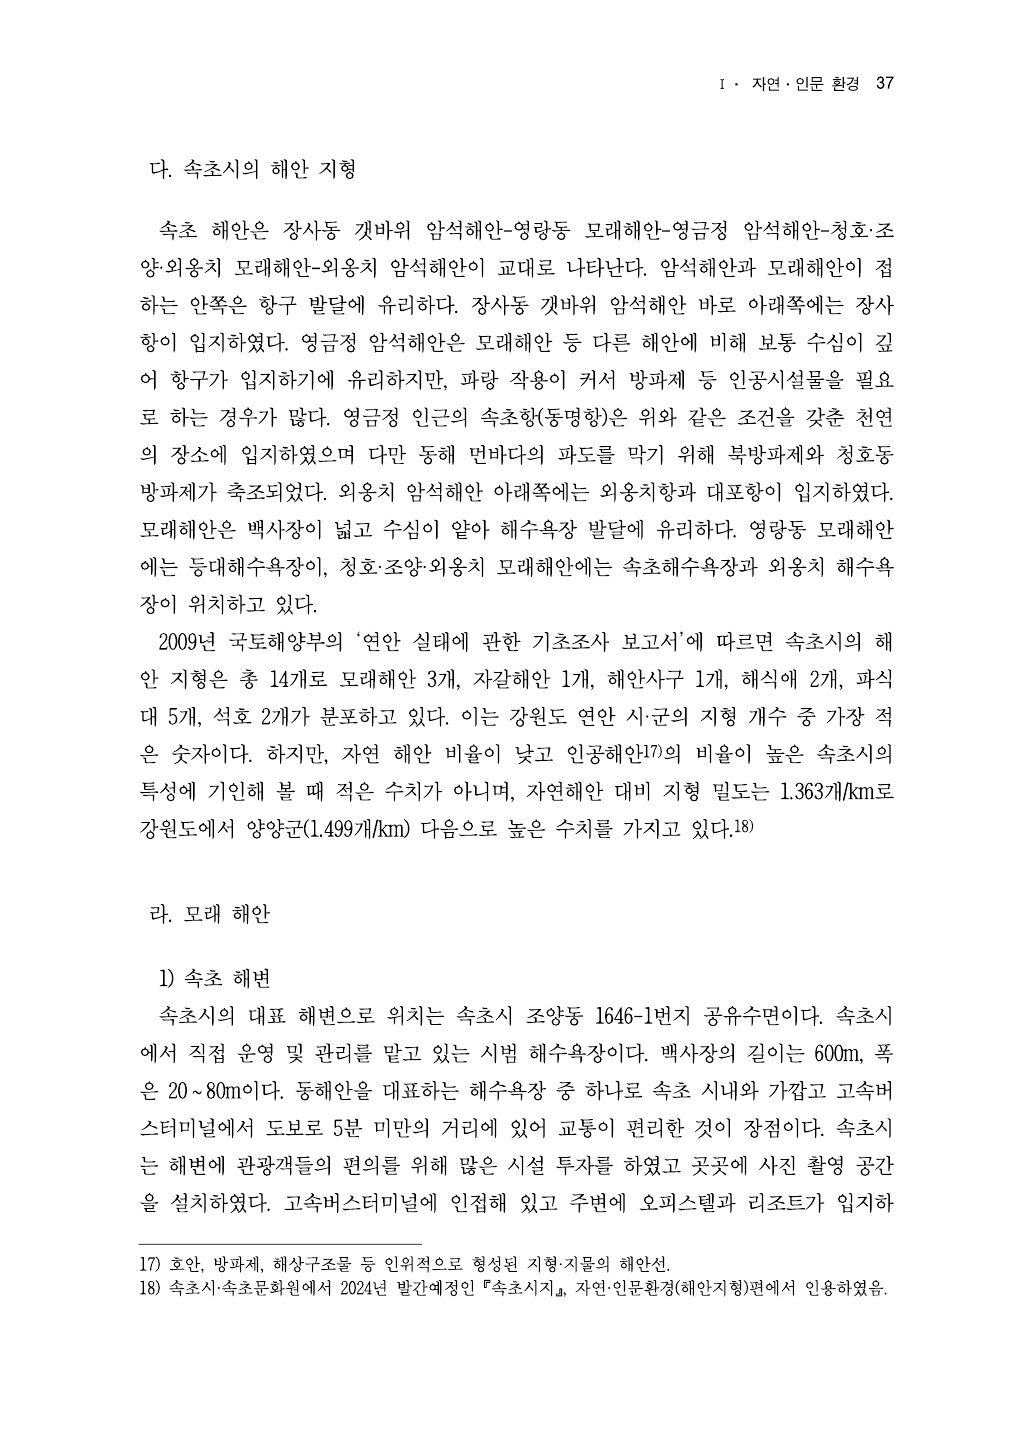 Ⅰ · 자연·인문 환경 37
다. 속초시의 해안 지형
속초 해안은 장사동 갯바위 암석해안-영랑동 모래해안-영금정 암석해안-청호·조
양·외옹치 모래해안-외옹치 암석해안이 교대로 나타난다. 암석해안과 모래해안이 접
하는 안쪽은 항구 발달에 유리하다. 장사동 갯바위 암석해안 바로 아래쪽에는 장사
항이 입지하였다. 영금정 암석해안은 모래해안 등 다른 해안에 비해 보통 수심이 깊
어 항구가 입지하기에 유리하지만, 파랑 작용이 커서 방파제 등 인공시설물을 필요
로 하는 경우가 많다. 영금정 인근의 속초항(동명항)은 위와 같은 조건을 갖춘 천연
의 장소에 입지하였으며 다만 동해 먼바다의 파도를 막기 위해 북방파제와 청호동
방파제가 축조되었다. 외옹치 암석해안 아래쪽에는 외옹치항과 대포항이 입지하였다.
모래해안은 백사장이 넓고 수심이 얕아 해수욕장 발달에 유리하다. 영랑동 모래해안
에는 등대해수욕장이, 청호·조양·외옹치 모래해안에는 속초해수욕장과 외옹치 해수욕
장이 위치하고 있다.
2009년 국토해양부의 ‘연안 실태에 관한 기초조사 보고서’에 따르면 속초시의 해
안 지형은 총 14개로 모래해안 3개, 자갈해안 1개, 해안사구 1개, 해식애 2개, 파식
대 5개, 석호 2개가 분포하고 있다. 이는 강원도 연안 시·군의 지형 개수 중 가장 적
은 숫자이다. 하지만, 자연 해안 비율이 낮고 인공해안17)의 비율이 높은 속초시의
특성에 기인해 볼 때 적은 수치가 아니며, 자연해안 대비 지형 밀도는 1.363개/km로
강원도에서 양양군(1.499개/km) 다음으로 높은 수치를 가지고 있다.18)
라. 모래 해안
1) 속초 해변
속초시의 대표 해변으로 위치는 속초시 조양동 1646-1번지 공유수면이다. 속초시
에서 직접 운영 및 관리를 맡고 있는 시범 해수욕장이다. 백사장의 길이는 600m, 폭
은 20~80m이다. 동해안을 대표하는 해수욕장 중 하나로 속초 시내와 가깝고 고속버
스터미널에서 도보로 5분 미만의 거리에 있어 교통이 편리한 것이 장점이다. 속초시
는 해변에 관광객들의 편의를 위해 많은 시설 투자를 하였고 곳곳에 사진 촬영 공간
을 설치하였다. 고속버스터미널에 인접해 있고 주변에 오피스텔과 리조트가 입지하
17) 호안, 방파제, 해상구조물 등 인위적으로 형성된 지형·지물의 해안선.
18) 속초시·속초문화원에서 2024년 발간예정인 『속초시지』, 자연·인문환경(해안지형)편에서 인용하였음.